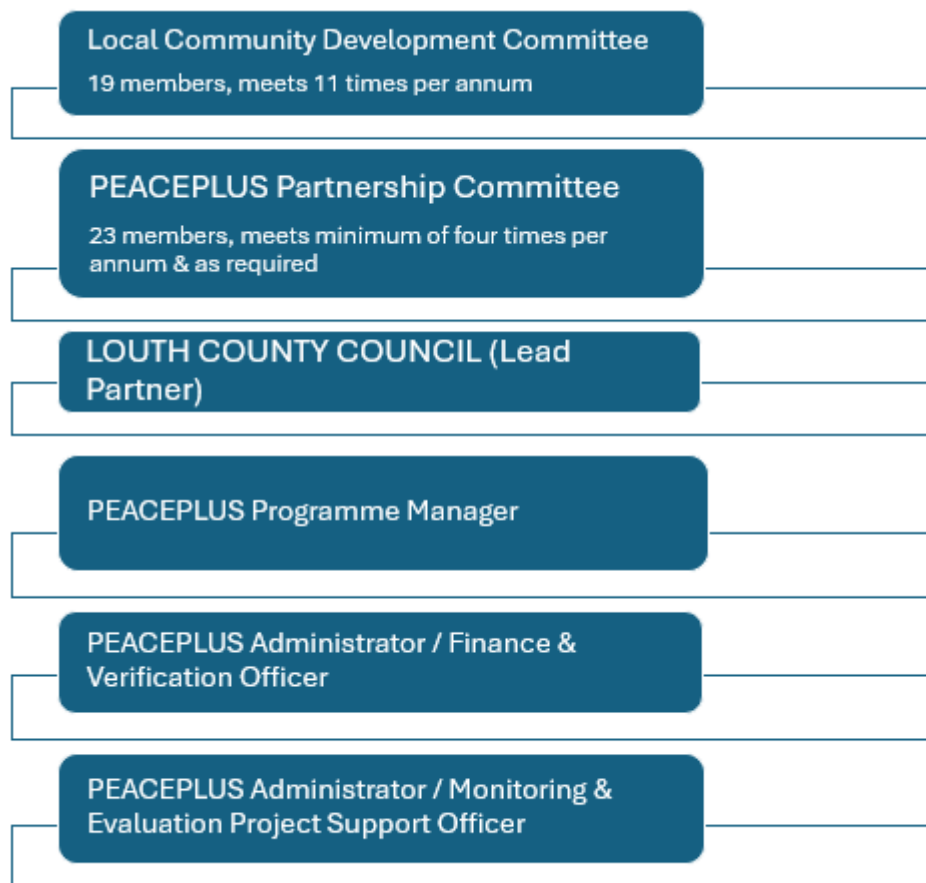 Local Community Development Committee
19 members, meets 11 times per annum
PEACEPLUS Partnership Committee
23 members, meets minimum of four times per
annum & as required
LOUTH COUNTY COUNCIL (Lead
Partner)
PEACEPLUS Programme Manager
PEACEPLUS Administrator / Finance &
Verification Officer
PEACEPLUS Administrator / Monitoring &
Evaluation Project Support Officer